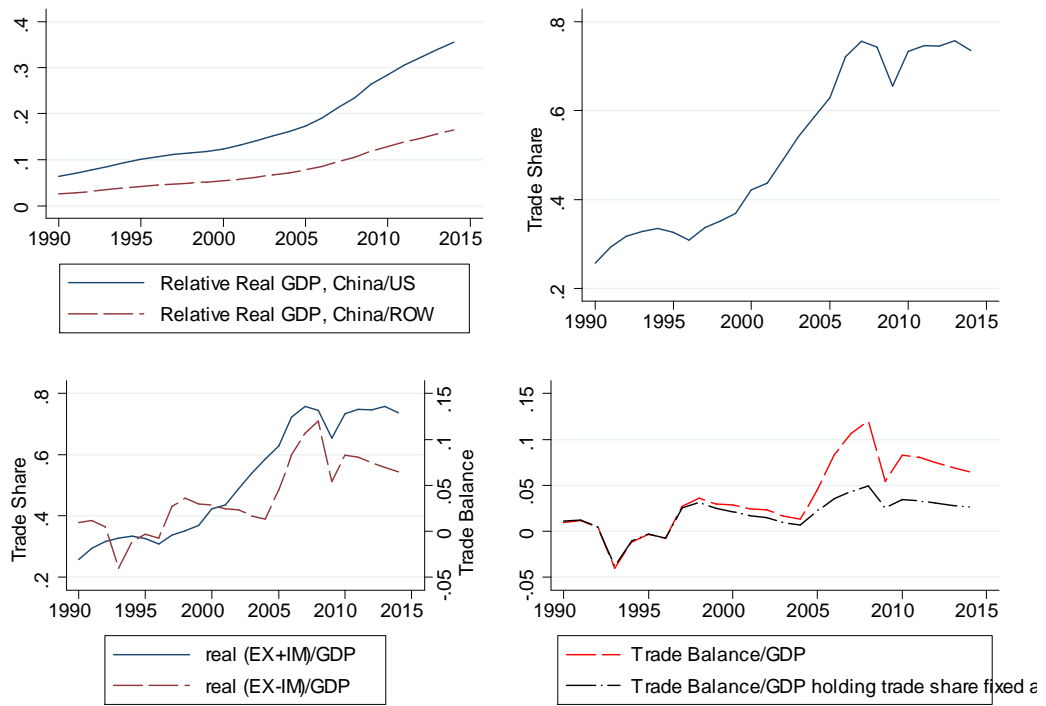 .4
.3
.2
.1
0
1990 1995 2000 2005 2010 2015
Relative Real GDP, China/US
Relative Real GDP, China/ROW
Trade Share
.8
.6
.4
.2
1990 1995 2000 2005 2010 2015
Trade Share
.8
.6
.4
.2
Trade Balance
.15
.1
.05
0
-.05
1990 1995 2000 2005 2010 2015
real (EX+IM)/GDP
real (EX-IM)/GDP
.15
.1
.05
0
-.05
1990 1995 2000 2005 2010 2015
Trade Balance/GDP
Trade Balance/GDP holding trade share fixed a